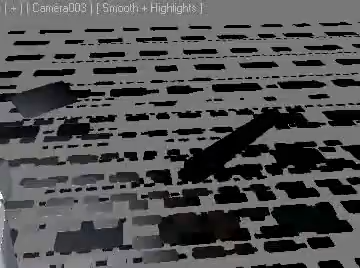 [ + ] | Camera003 ] [ Smooth + Highlights ]